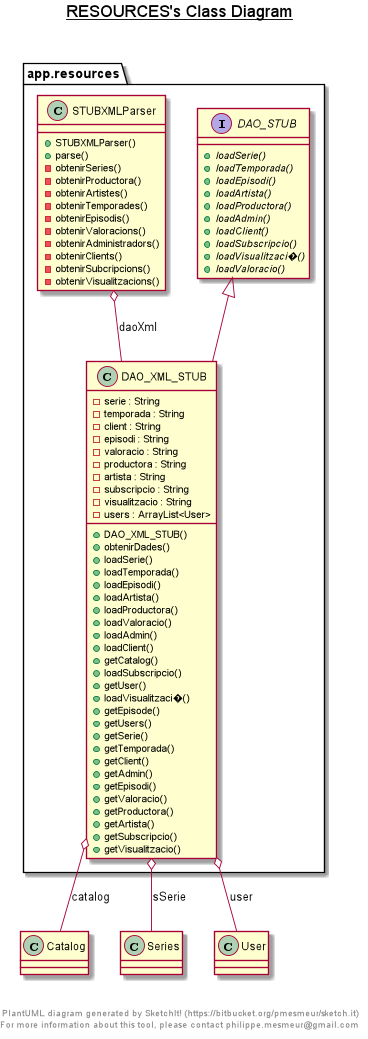 RESOURCES's Class Diagram
app.resources
C STUBXMLParser
STUBXMLParser()
parse()
obtenirSeries()
obtenirProductora()
obtenirArtistes()
obtenirTemporades()
obtenirEpisodis()
obtenirValoracions()
obtenirAdministradors()
obtenirClients()
obtenirSubcripcions()
obtenirVisualitzacions()
I DAO_STUB
loadSerie()
loadTemporada()
loadEpisodi()
loadArtista()
loadProductora()
loadAdmin()
loadClient()
loadSubscripcio()
loadVisualitzaci�()
loadValoracio()
daoXml
C DAO_XML_STUB
serie : String
temporada : String
client : String
episodi : String
valoracio : String
productora : String
artista : String
subscripcio : String
visualitzacio : String
users : ArrayList<User>
DAO_XML_STUB()
obtenirDades()
loadSerie()
loadTemporada()
loadEpisodi()
loadArtista()
loadProductora()
loadValoracio()
loadAdmin()
loadClient()
getCatalog()
loadSubscripcio()
getUser()
loadVisualitzaci�()
getEpisode()
getUsers()
getSerie()
getTemporada()
getClient()
getAdmin()
getEpisodi()
getValoracio()
getProductora()
getArtista()
getSubscripcio()
getVisualitzacio()
catalog
sSerie
user
C Catalog
C Series
C User
PlantUML diagram generated by SketchIt! (https://bitbucket.org/pmesmeur/sketch.it)
For more information about this tool, please contact philippe.mesmeur@gmail.com